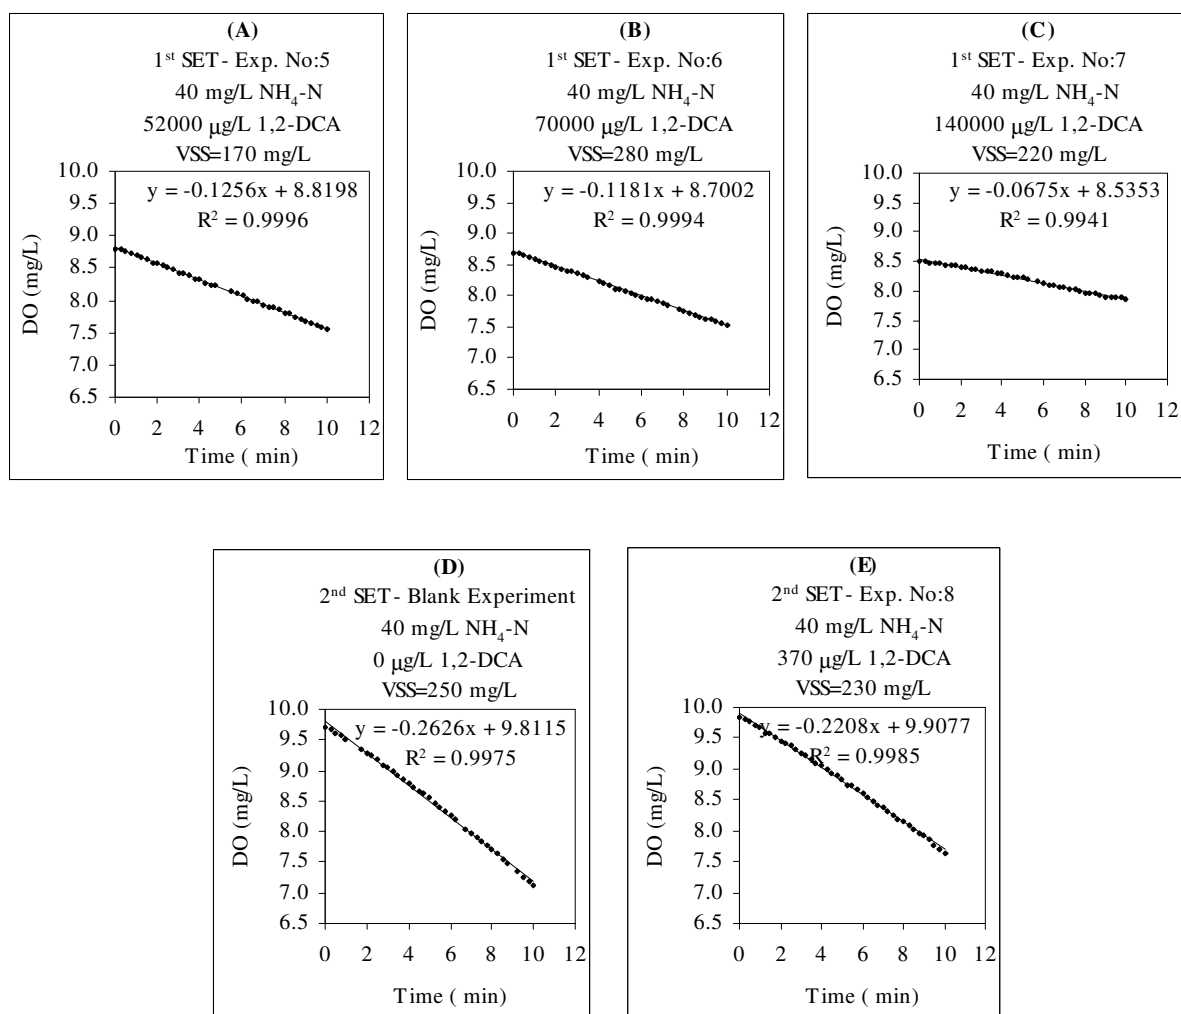 (A)
1st SET - Exp. No:5
40 mg/L NH4-N
52000 µg/L 1,2-DCA
VSS=170 mg/L
y = -0.1256x + 8.8198
R2 = 0.9996
10.0
9.5
9.0
8.5
8.0
7.5
7.0
6.5
DO (mg/L)
0 2 4 6 8 10 12
Time ( min)
(B)
1st SET - Exp. No:6
40 mg/L NH4-N
70000 µg/L 1,2-DCA
VSS=280 mg/L
y = -0.1181x + 8.7002
R2 = 0.9994
10.0
9.5
9.0
8.5
8.0
7.5
7.0
6.5
DO (mg/L)
0 2 4 6 8 10 12
Time ( min)
(C)
1st SET - Exp. No:7
40 mg/L NH4-N
140000 µg/L 1,2-DCA
VSS=220 mg/L
y = -0.0675x + 8.5353
R2 = 0.9941
10.0
9.5
9.0
8.5
8.0
7.5
7.0
6.5
DO (mg/L)
0 2 4 6 8 10 12
Time ( min)
(D)
2nd SET - Blank Experiment
40 mg/L NH4-N
0 µg/L 1,2-DCA
VSS=250 mg/L
y = -0.2626x + 9.8115
R2 = 0.9975
10.0
9.5
9.0
8.5
8.0
7.5
7.0
6.5
DO (mg/L)
0 2 4 6 8 10 12
Time ( min)
(E)
2nd SET - Exp. No:8
40 mg/L NH4-N
370 µg/L 1,2-DCA
VSS=230 mg/L
y = -0.2208x + 9.9077
R2 = 0.9985
10.0
9.5
9.0
8.5
8.0
7.5
7.0
6.5
DO (mg/L)
0 2 4 6 8 10 12
Time ( min)